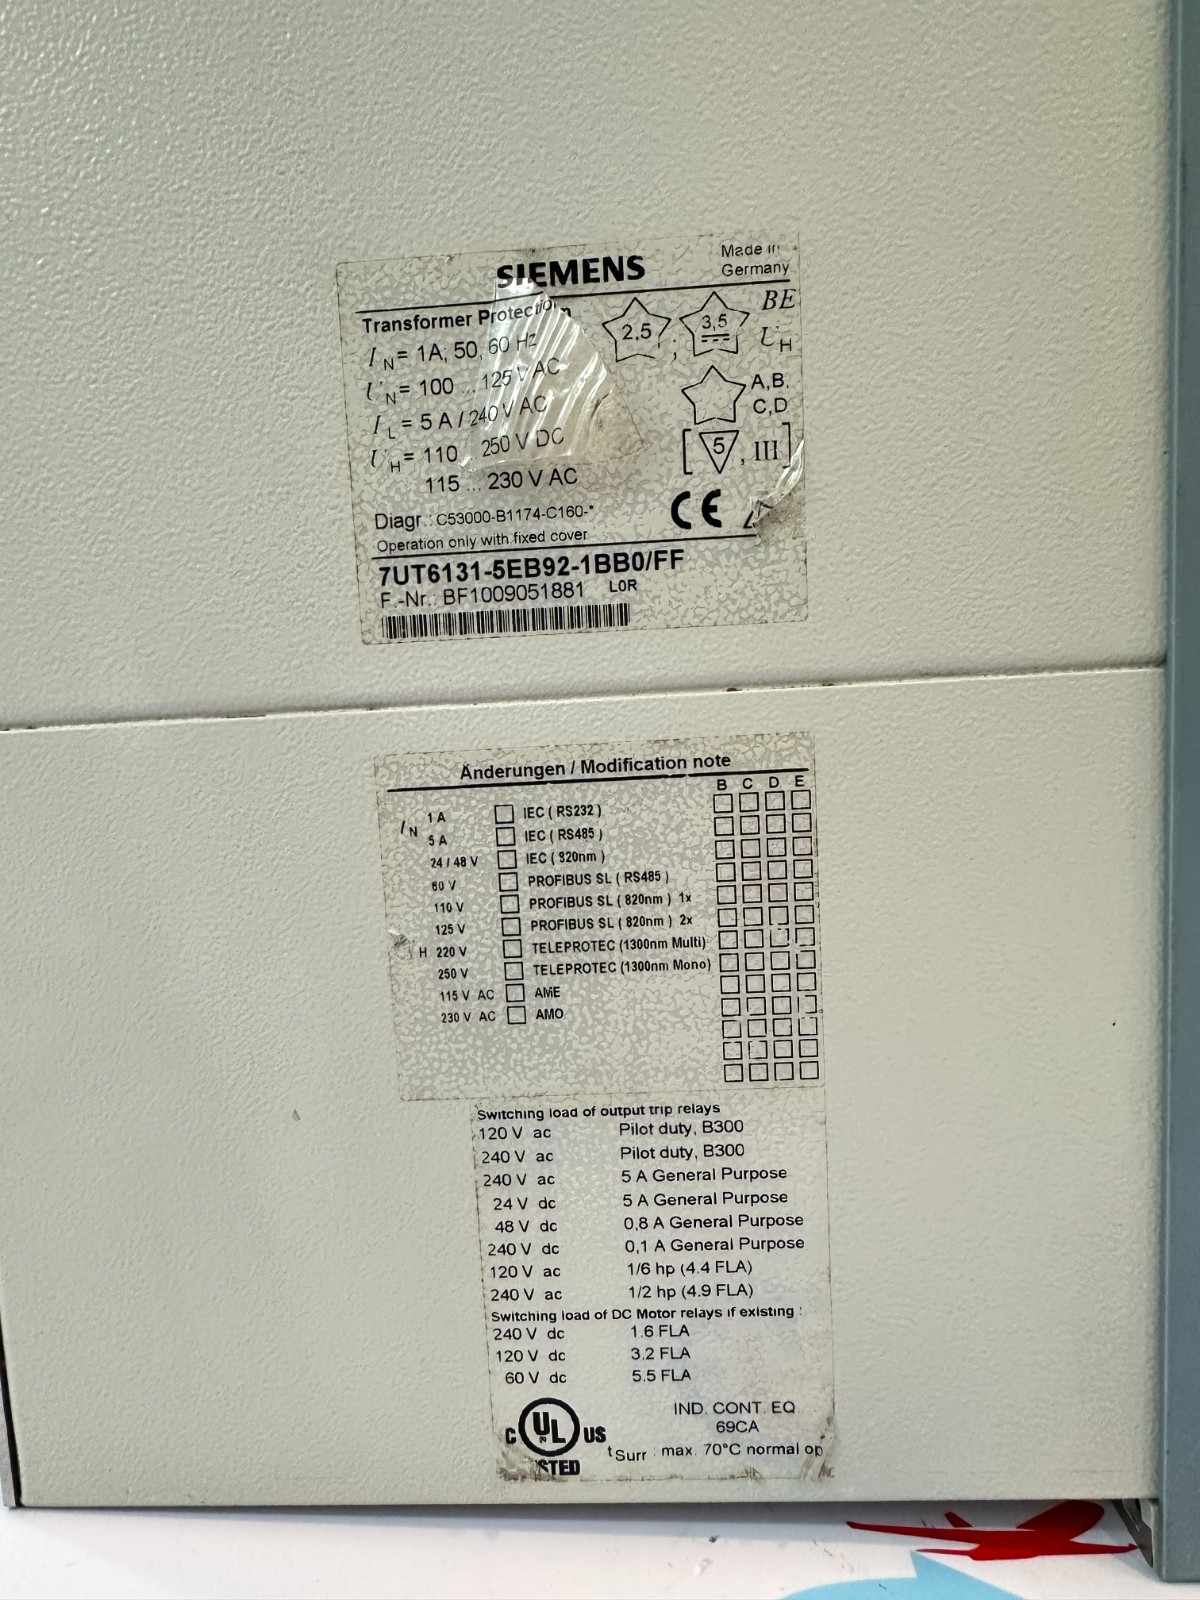 SIEMENS
Made in
Germany
Transformer Protection
I N = 1A; 50, 60 Hz
2,5 ; 3,5
BE
U H
U N = 100 ... 125 V AC
I L = 5 A / 240 V AC
A,B,
C,D
U H = 110 ... 250 V DC
[ 5 , III ]
115 ... 230 V AC
Diagr.: C53000-B1174-C160-*
CE
Operation only with fixed cover
7UT6131-5EB92-1BB0/FF
F.-Nr.: BF1009051881 L0R
Änderungen / Modification note
B C D E
I N 1 A IEC ( RS232 )
5 A IEC ( RS485 )
24 / 48 V IEC ( 820nm )
60 V PROFIBUS SL ( RS485 )
110 V PROFIBUS SL ( 820nm ) 1x
125 V PROFIBUS SL ( 820nm ) 2x
H 220 V TELEPROTEC (1300nm Multi)
250 V TELEPROTEC (1300nm Mono)
115 V AC AME
230 V AC AMO
Switching load of output trip relays
120 V ac Pilot duty, B300
240 V ac Pilot duty, B300
240 V ac 5 A General Purpose
24 V dc 5 A General Purpose
48 V dc 0,8 A General Purpose
240 V dc 0,1 A General Purpose
120 V ac 1/6 hp (4.4 FLA)
240 V ac 1/2 hp (4.9 FLA)
Switching load of DC Motor relays if existing :
240 V dc 1.6 FLA
120 V dc 3.2 FLA
60 V dc 5.5 FLA
IND. CONT. EQ.
69CA
C UL US
t Surr : max. 70°C normal op